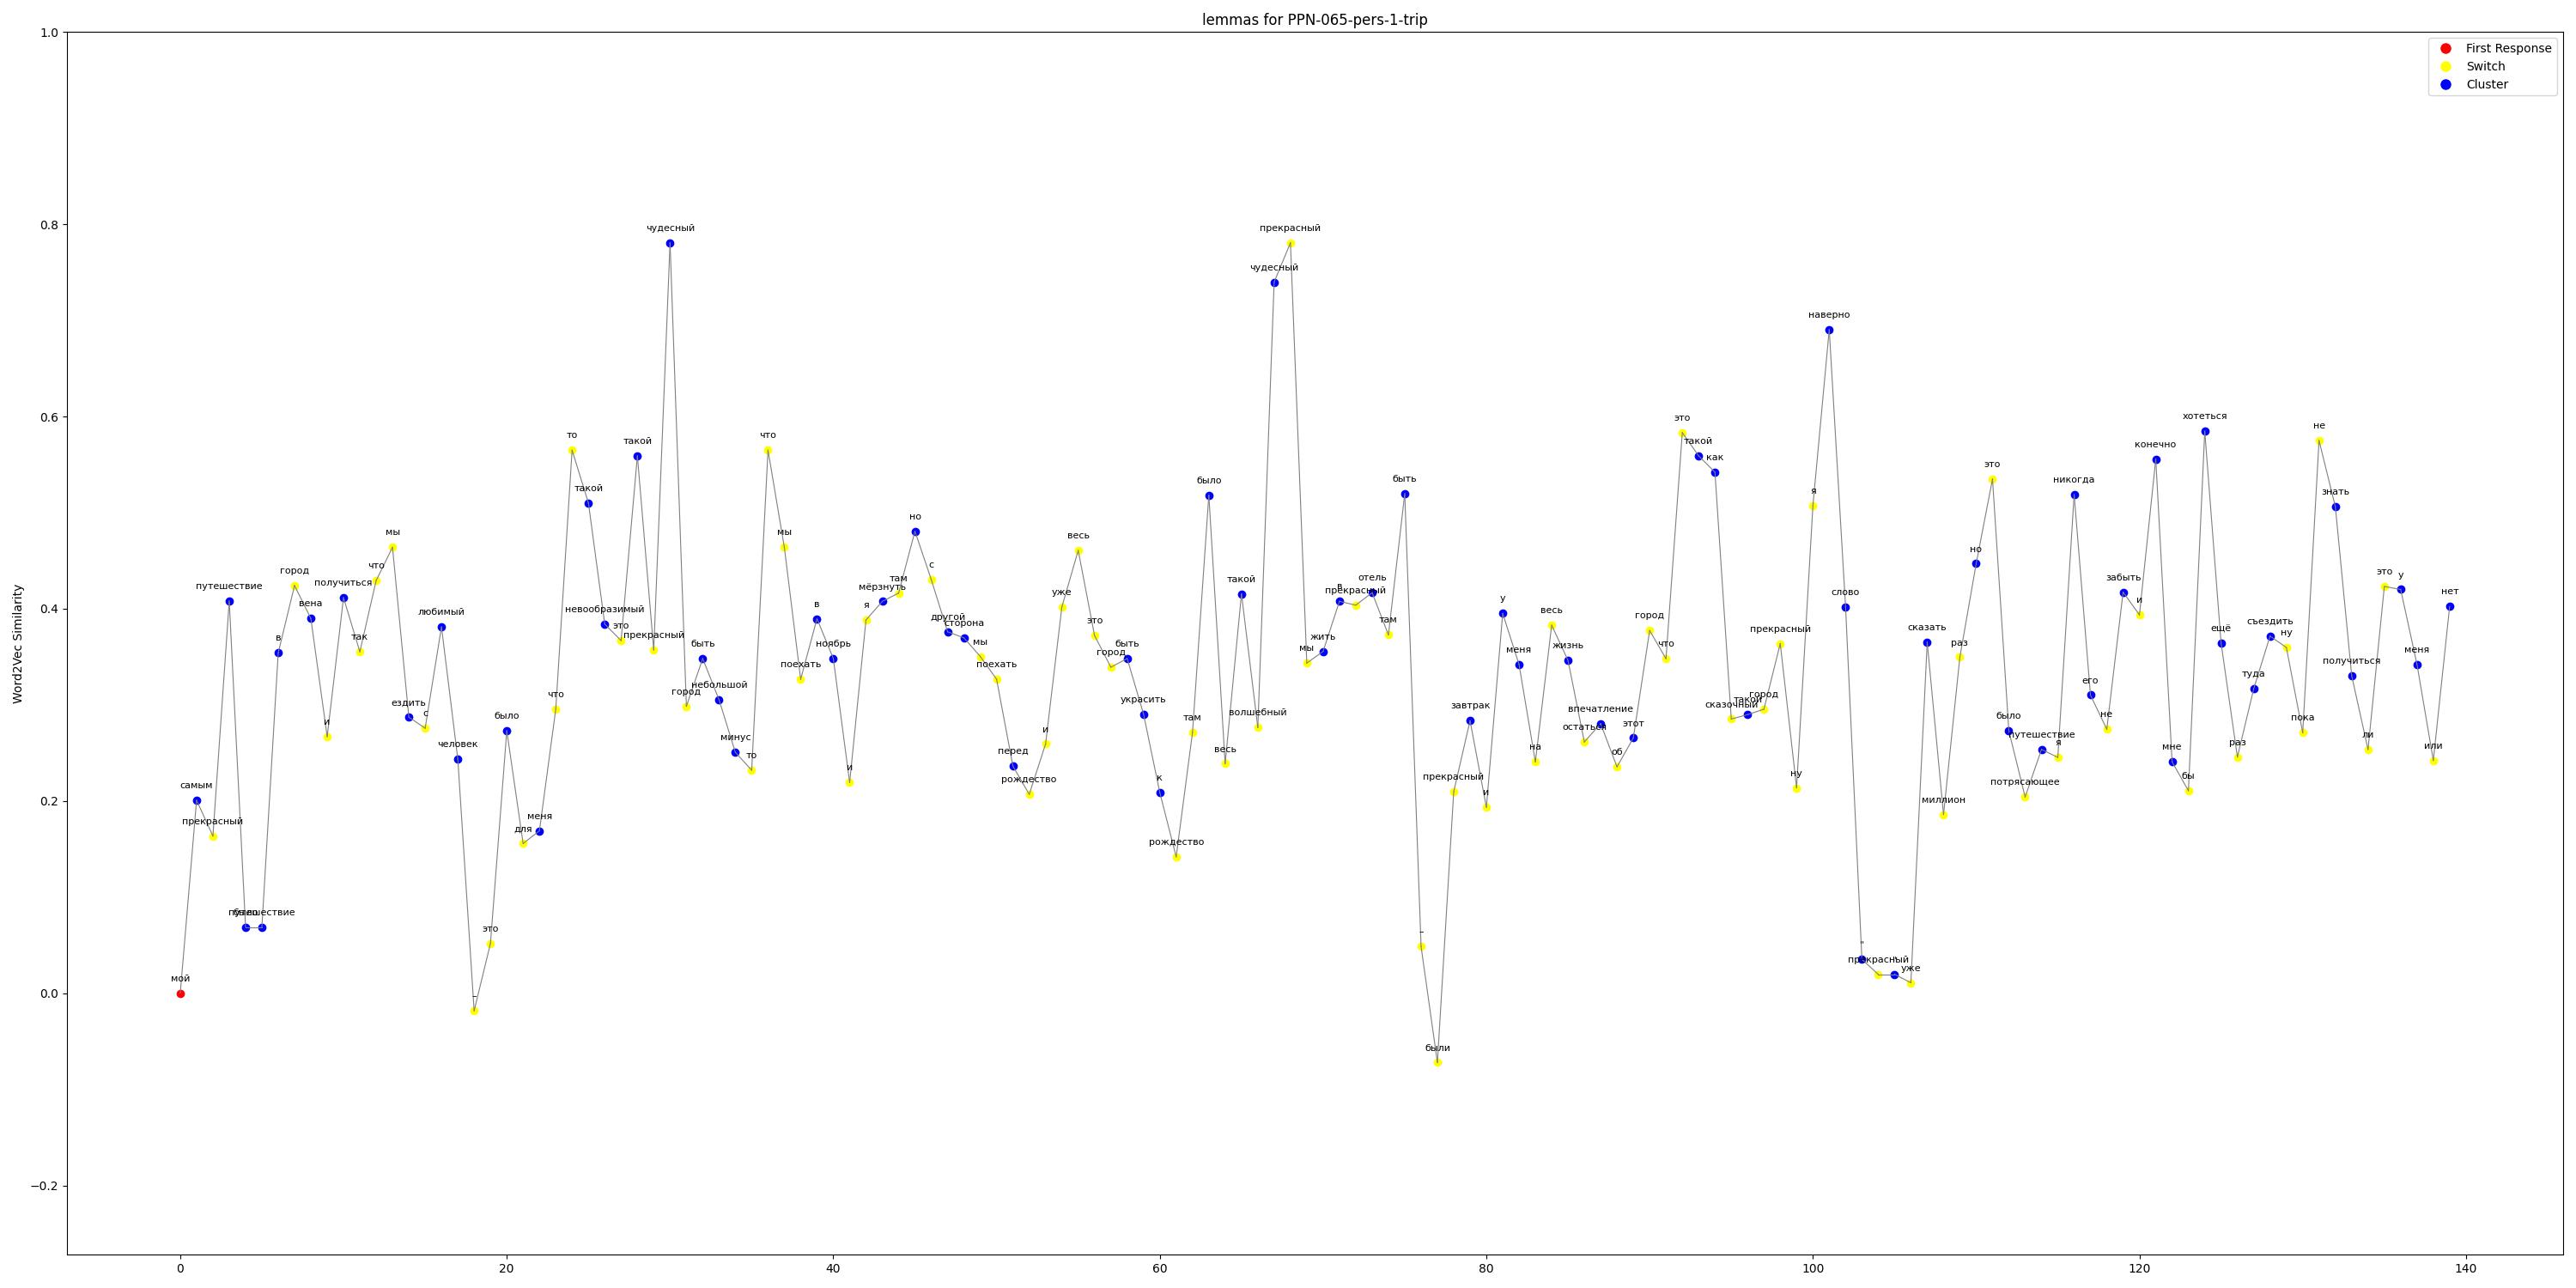 lemmas for PPN-065-pers-1-trip
First Response
Switch
Cluster
Word2Vec Similarity
1.0
0.8
0.6
0.4
0.2
0.0
−0.2
0
20
40
60
80
100
120
140
мой
самым
прекрасный
путешествие
путешествие
в
город
вена
и
получиться
так
что
мы
ездить
с
любимый
человек
-
это
было
для
меня
что
то
такой
невообразимый
это
такой
прекрасный
чудесный
город
быть
небольшой
минус
то
что
мы
поехать
в
ноябрь
и
я
мёрзнуть
там
но
с
другой
сторона
мы
поехать
перед
рождество
и
уже
весь
это
город
быть
украсить
к
рождество
там
было
весь
такой
волшебный
чудесный
прекрасный
мы
жить
в
прекрасный
отель
там
быть
-
были
прекрасный
завтрак
и
у
меня
на
весь
жизнь
остаться
впечатление
об
этот
город
что
это
такой
как
сказочный
такой
город
прекрасный
ну
я
наверно
слово
"
прекрасный
уже
сказать
миллион
раз
но
это
было
потрясающее
путешествие
я
никогда
его
не
забыть
и
конечно
мне
бы
хотеться
ещё
раз
туда
съездить
ну
пока
не
знать
получиться
ли
это
у
меня
или
нет